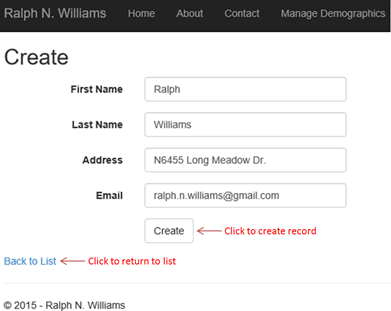 Ralph N. Williams Home About Contact Manage Demographics
Create
First Name Ralph
Last Name Williams
Address N6455 Long Meadow Dr.
Email ralph.n.williams@gmail.com
Create Click to create record
Back to List Click to return to list
© 2015 - Ralph N. Williams